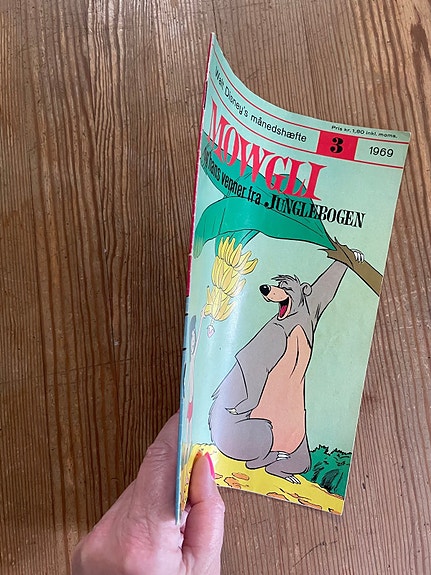 Walt Disney's månedshæfte
Pris kr. 1,80 inkl. moms.
3
1969
MOWGLI
og hans venner fra JUNGLEBOGEN